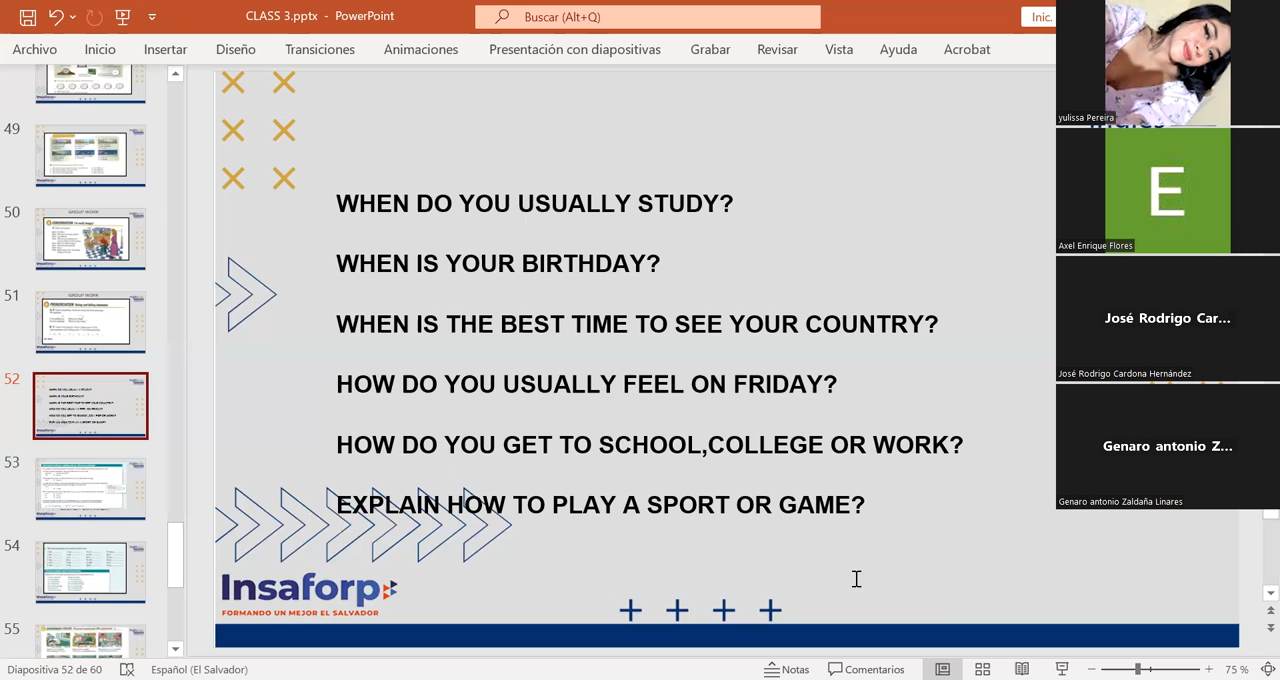 CLASS 3.pptx - PowerPoint
Buscar (Alt+Q)
Inic.
Archivo Inicio Insertar Diseño Transiciones Animaciones Presentación con diapositivas Grabar Revisar Vista Ayuda Acrobat
49
50
GROUP WORK
51
GROUP WORK
52
53
54
55
WHEN DO YOU USUALLY STUDY?
WHEN IS YOUR BIRTHDAY?
WHEN IS THE BEST TIME TO SEE YOUR COUNTRY?
HOW DO YOU USUALLY FEEL ON FRIDAY?
HOW DO YOU GET TO SCHOOL,COLLEGE OR WORK?
EXPLAIN HOW TO PLAY A SPORT OR GAME?
Insaforp
FORMANDO UN MEJOR EL SALVADOR
yulissa Pereira
E
Axel Enrique Flores
José Rodrigo Car...
José Rodrigo Cardona Hernández
Genaro antonio Z...
Genaro antonio Zaldaña Linares
Diapositiva 52 de 60 Español (El Salvador) Notas Comentarios 75 %